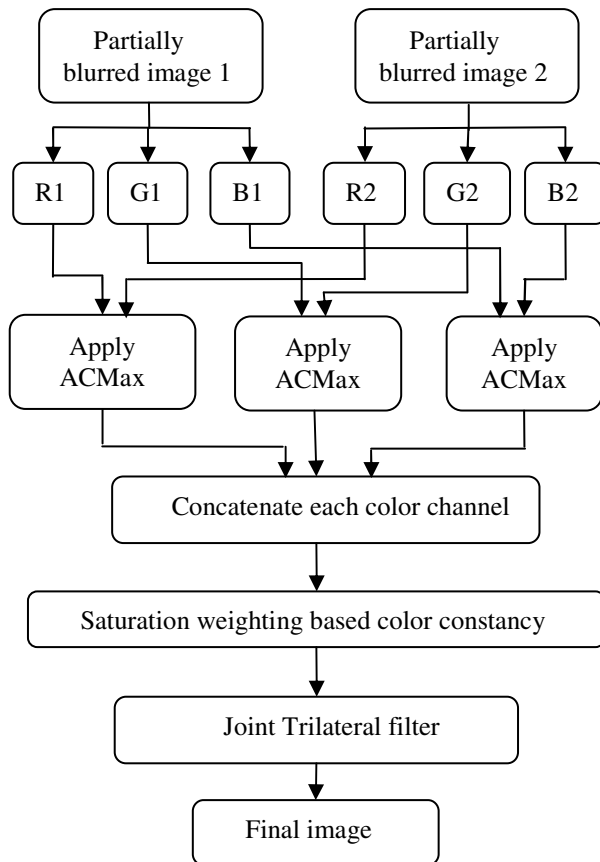 Partially
blurred image 1
Partially
blurred image 2
R1
G1
B1
R2
G2
B2
Apply
ACMax
Apply
ACMax
Apply
ACMax
Concatenate each color channel
Saturation weighting based color constancy
Joint Trilateral filter
Final image